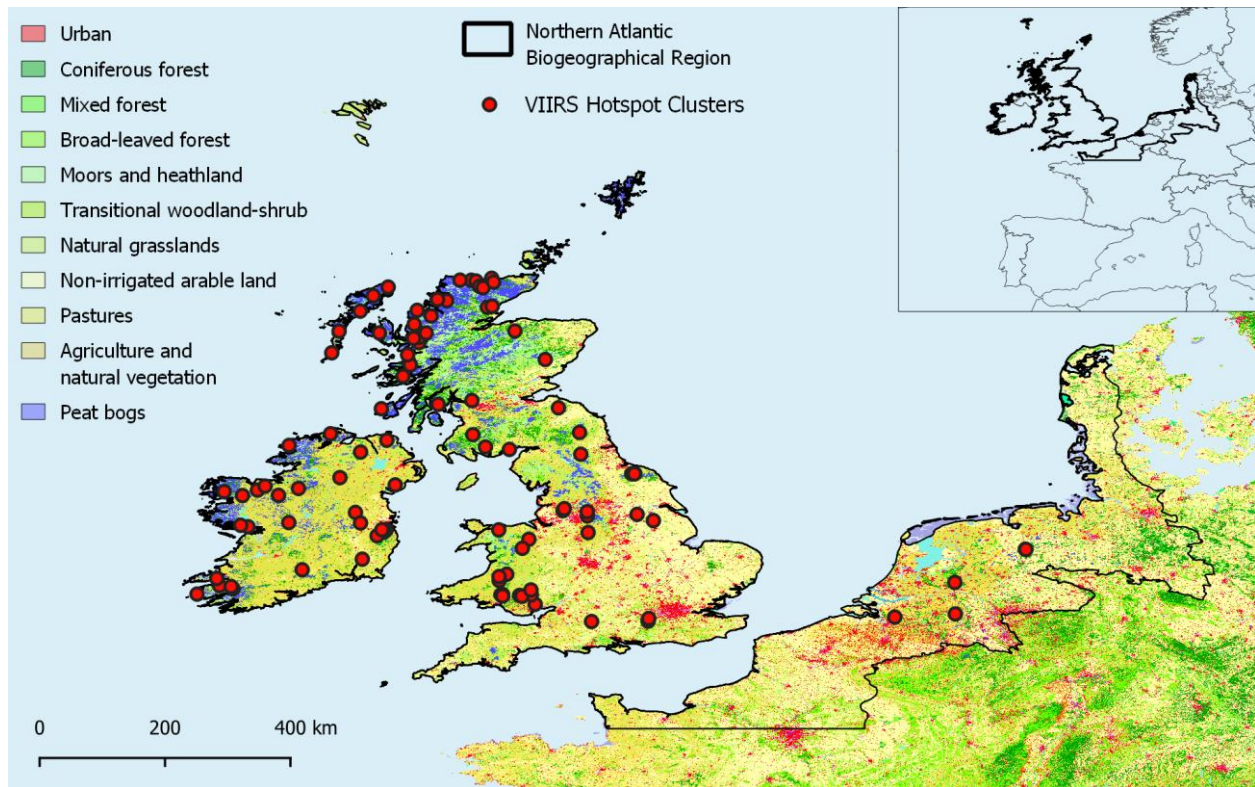 Urban
Coniferous forest
Mixed forest
Broad-leaved forest
Moors and heathland
Transitional woodland-shrub
Natural grasslands
Non-irrigated arable land
Pastures
Agriculture and
natural vegetation
Peat bogs
Northern Atlantic
Biogeographical Region
VIIRS Hotspot Clusters
0 200 400 km